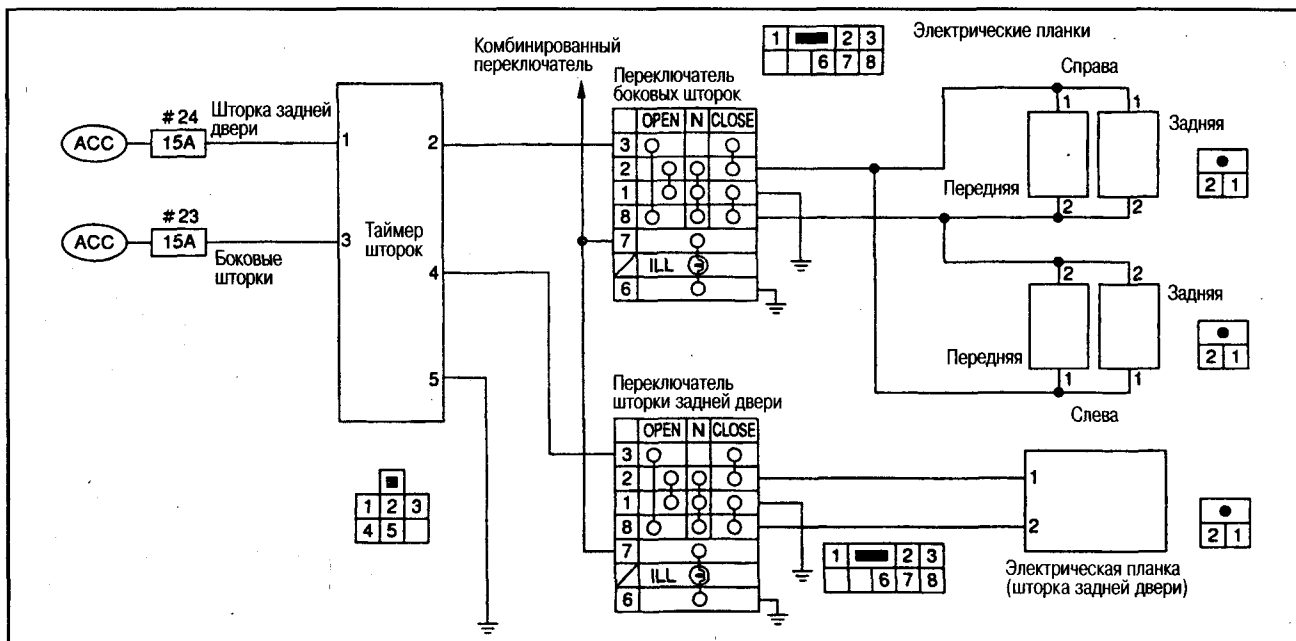 Электрические планки
1 2 3
6 7 8
Комбинированный
переключатель
Переключатель
боковых шторок
Справа
# 24
Шторка задней
двери
ACC
15A
1
2
OPEN N CLOSE
3
2
1
8
7
ILL
6
1
1
Задняя
Передняя
2 1
2
2
# 23
ACC
15A
Боковые
шторки
3
Таймер
шторок
4
5
2
2
Задняя
Передняя
2 1
1
1
Слева
Переключатель
шторки задней двери
OPEN N CLOSE
3
2
1
8
7
ILL
6
1
2
2 1
1 2 3
4 5
1 2 3
6 7 8
Электрическая планка
(шторка задней двери)